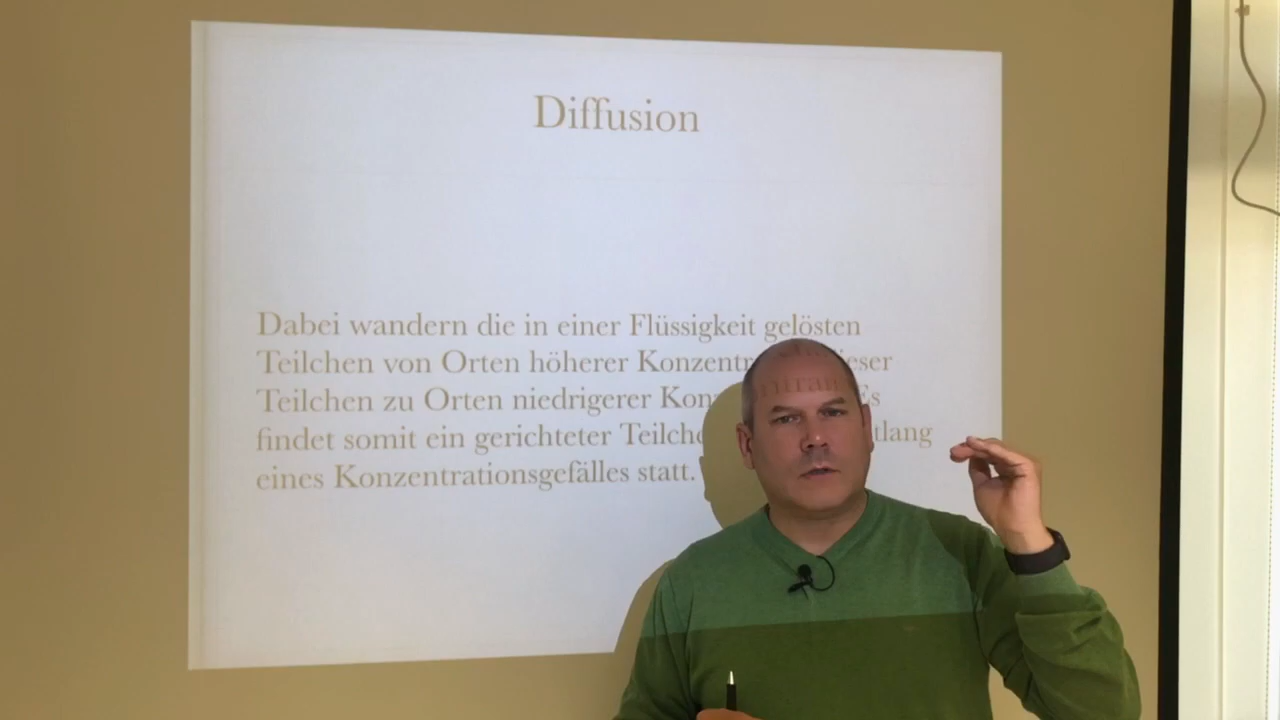 Diffusion
Dabei wandern die in einer Flüssigkeit gelösten
Teilchen von Orten höherer
Teilchen zu Orten niedrigerer Es
findet somit ein gerichteter
eines Konzentrationsgefälles statt.